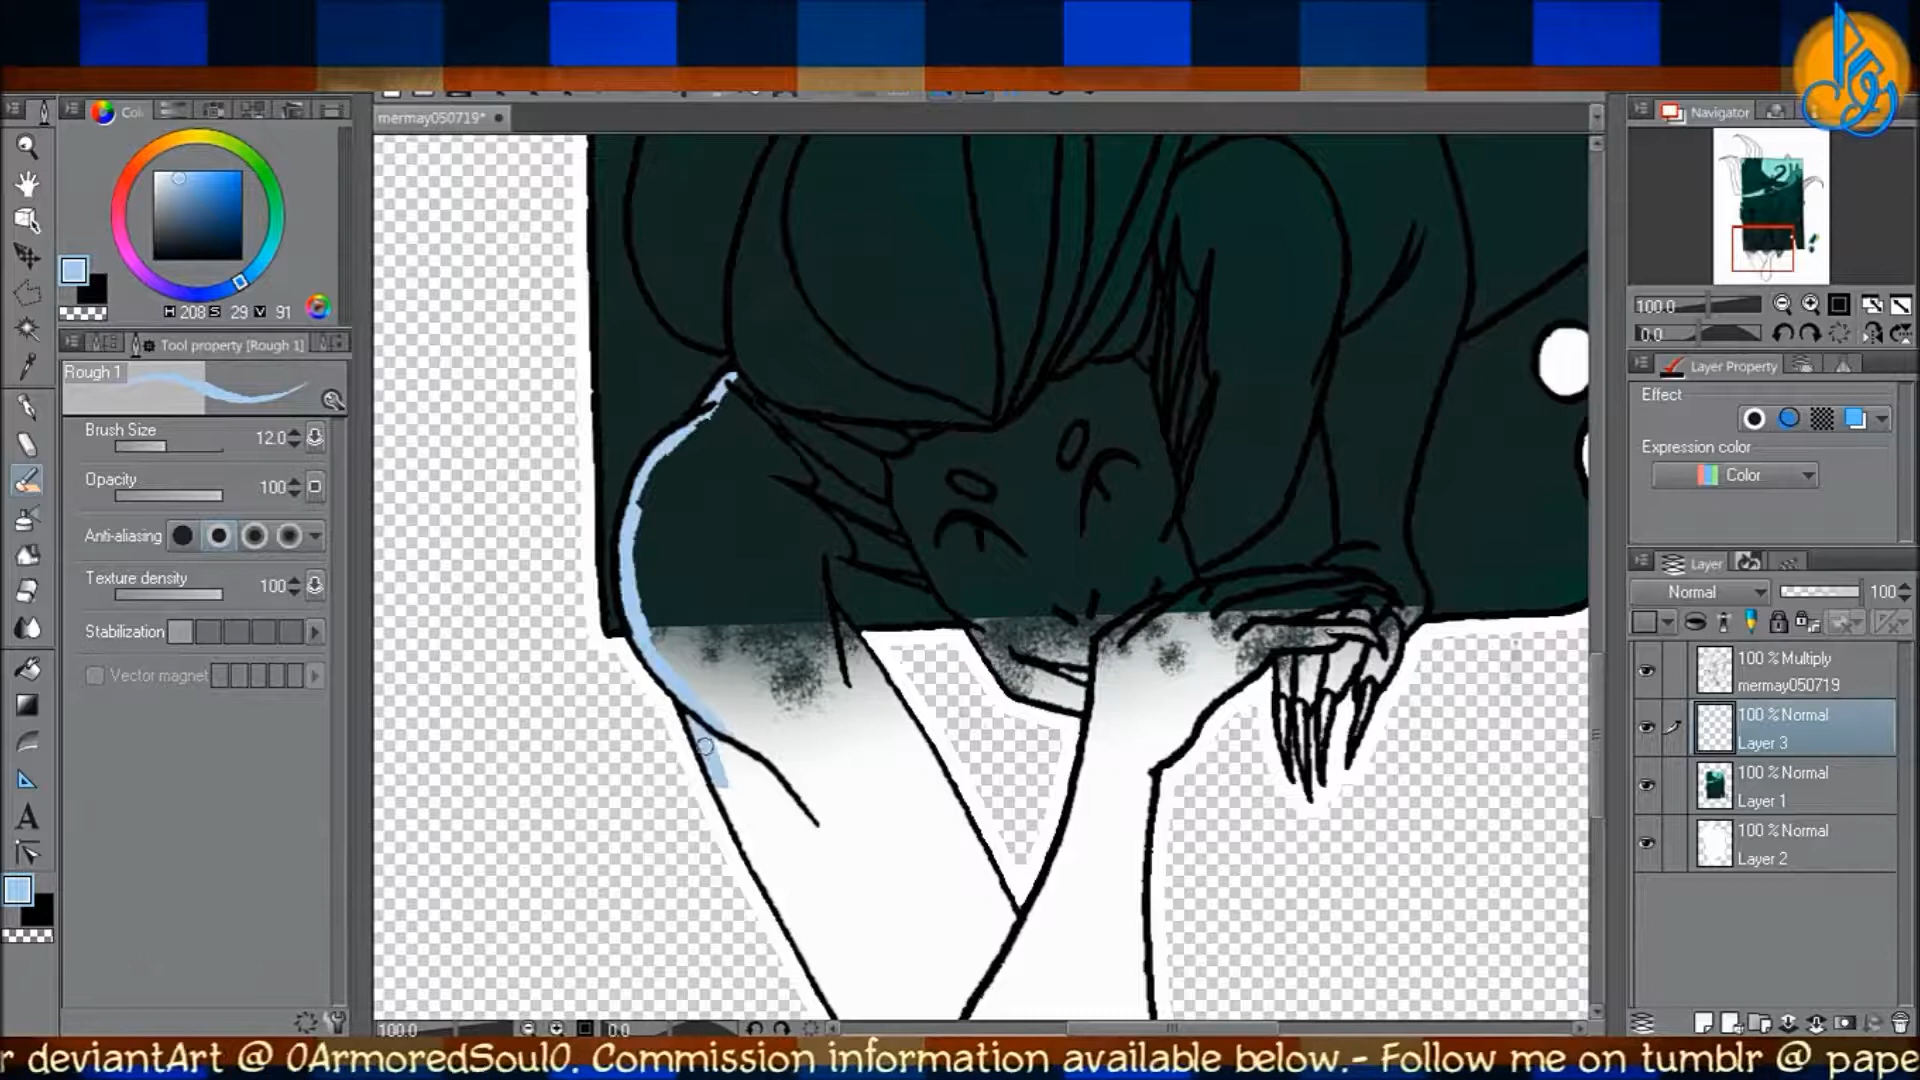 Col
mermay050719*
Navigator
H 208 S 29 V 91
100.0
0.0
Tool property [Rough 1]
Rough 1
Layer Property
Effect
Brush Size
12.0
Expression color
Opacity
100
Color
Anti-aliasing
Texture density
100
Layer
Normal
100
Stabilization
100 % Multiply
mermay050719
Vector magnet
100 % Normal
Layer 3
100 % Normal
Layer 1
A
100 % Normal
Layer 2
100.0
0.0
r deviantArt @ 0ArmoredSoul0. Commission information available below.- Follow me on tumblr @ pape